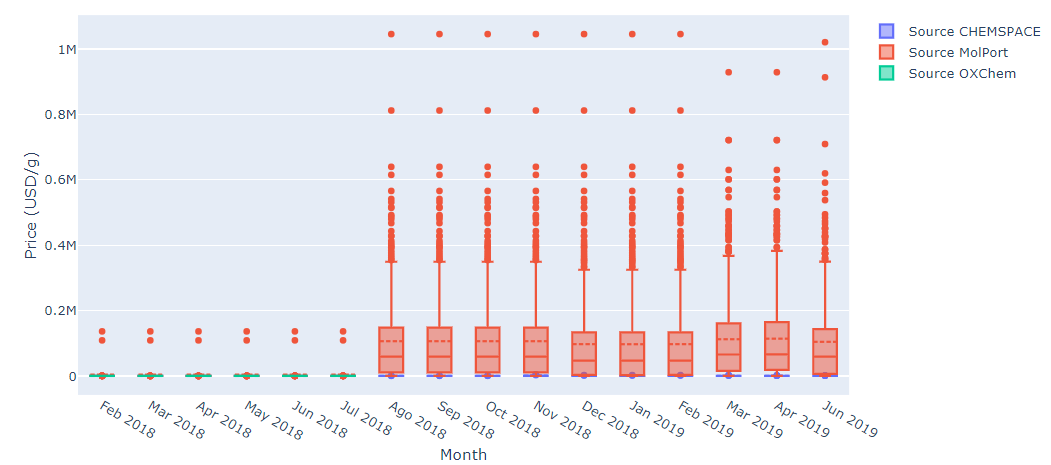 Source CHEMSPACE
Source MolPort
Source OXChem
Price (USD/g)
1M
0.8M
0.6M
0.4M
0.2M
0
Feb 2018
Mar 2018
Apr 2018
May 2018
Jun 2018
Jul 2018
Ago 2018
Sep 2018
Oct 2018
Nov 2018
Dec 2018
Jan 2019
Feb 2019
Mar 2019
Apr 2019
Jun 2019
Month